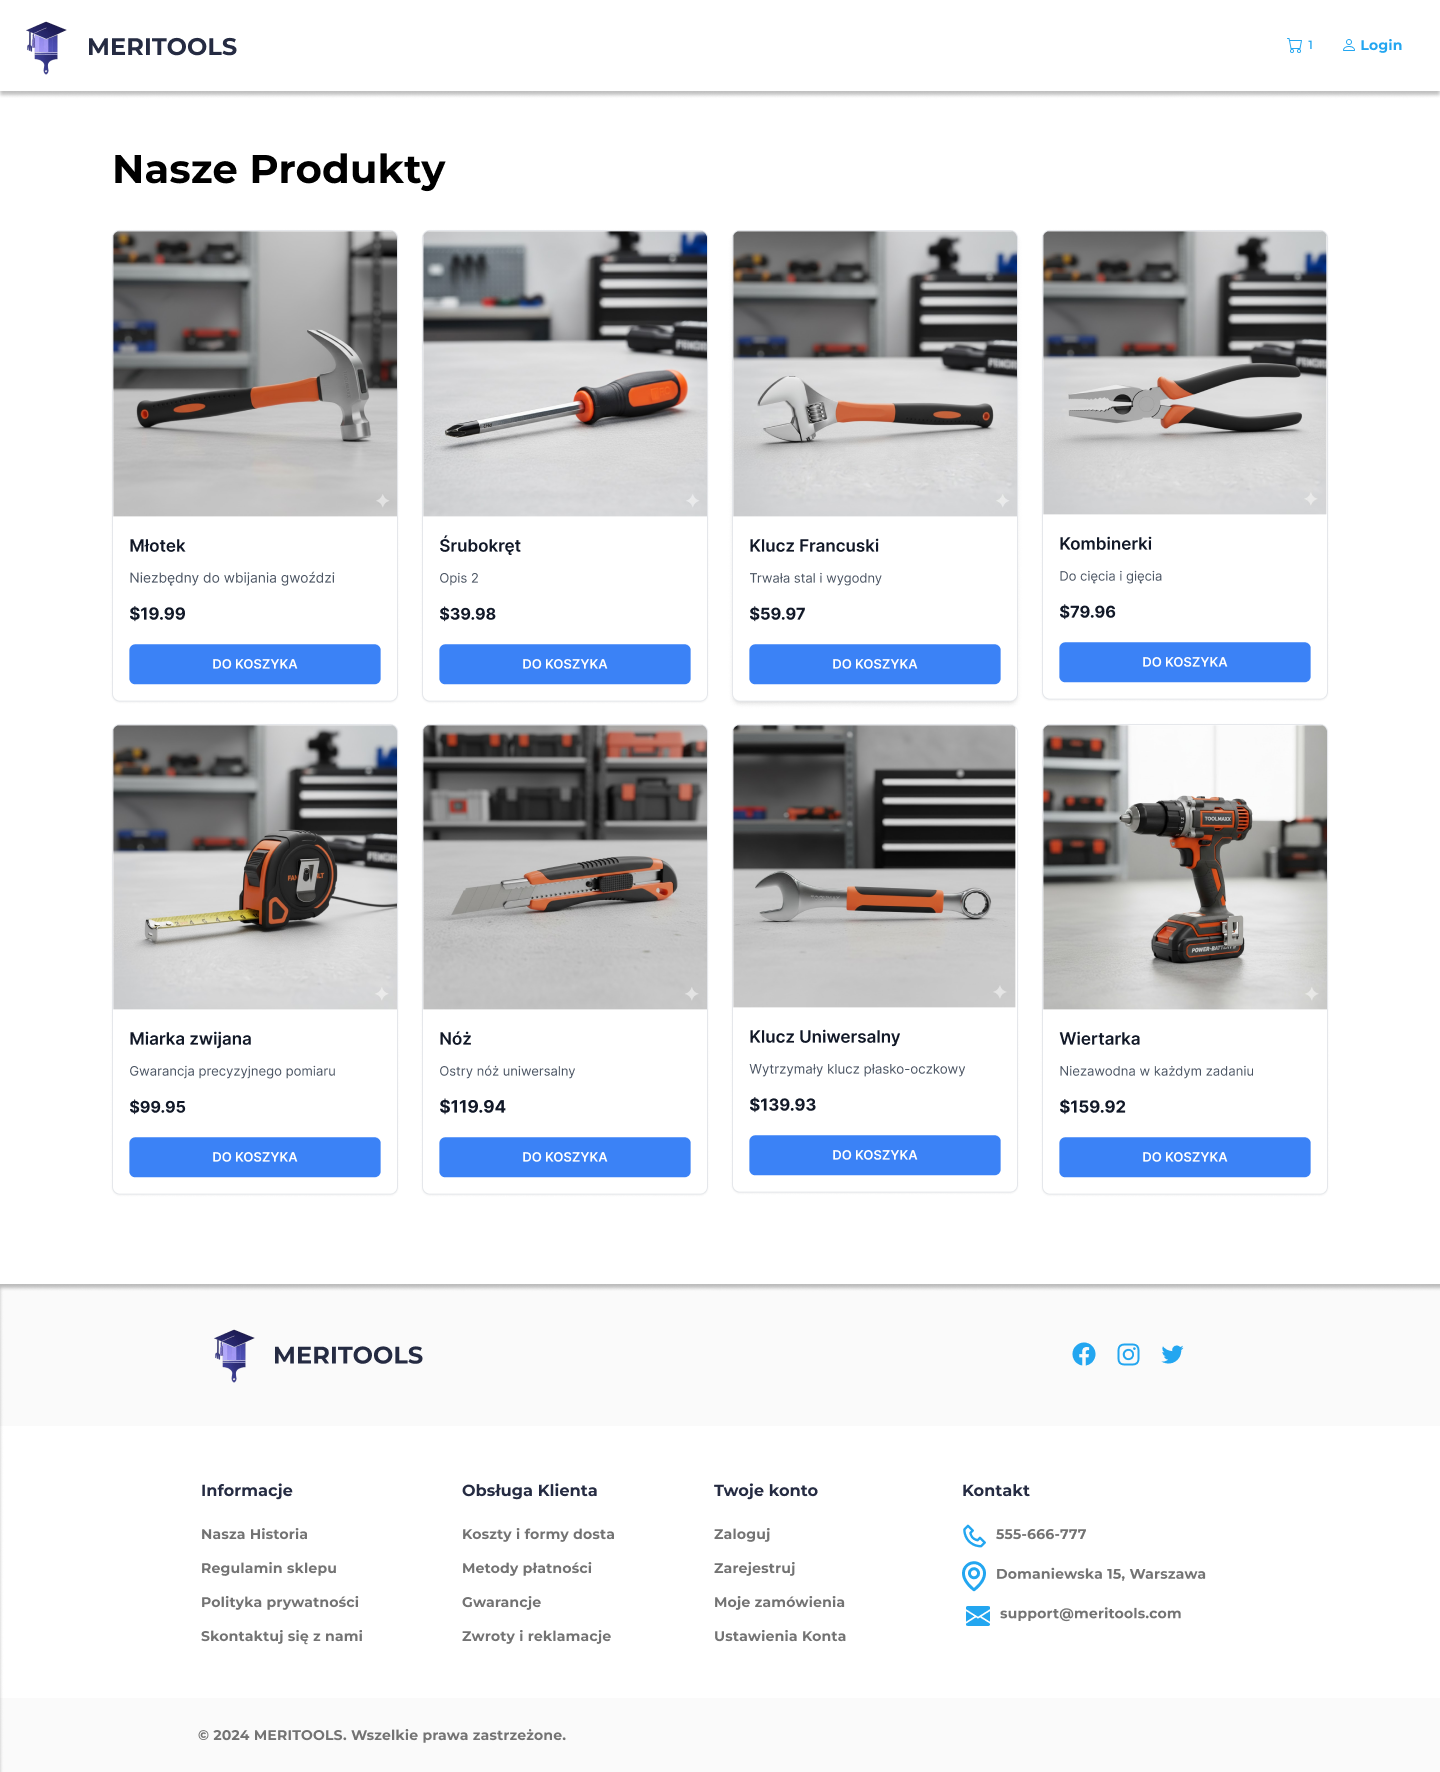 MERITOOLS
1
Login
Nasze Produkty
Młotek
Niezbędny do wbijania gwoździ
$19.99
DO KOSZYKA
Śrubokręt
Opis 2
$39.98
DO KOSZYKA
Klucz Francuski
Trwała stal i wygodny
$59.97
DO KOSZYKA
Kombinerki
Do cięcia i gięcia
$79.96
DO KOSZYKA
TOOLMAXX
POWER-BATTERY
Miarka zwijana
Gwarancja precyzyjnego pomiaru
$99.95
DO KOSZYKA
Nóż
Ostry nóż uniwersalny
$119.94
DO KOSZYKA
Klucz Uniwersalny
Wytrzymały klucz płasko-oczkowy
$139.93
DO KOSZYKA
Wiertarka
Niezawodna w każdym zadaniu
$159.92
DO KOSZYKA
MERITOOLS
Informacje
Nasza Historia
Regulamin sklepu
Polityka prywatności
Skontaktuj się z nami
Obsługa Klienta
Koszty i formy dosta
Metody płatności
Gwarancje
Zwroty i reklamacje
Twoje konto
Zaloguj
Zarejestruj
Moje zamówienia
Ustawienia Konta
Kontakt
555-666-777
Domaniewska 15, Warszawa
support@meritools.com
© 2024 MERITOOLS. Wszelkie prawa zastrzeżone.